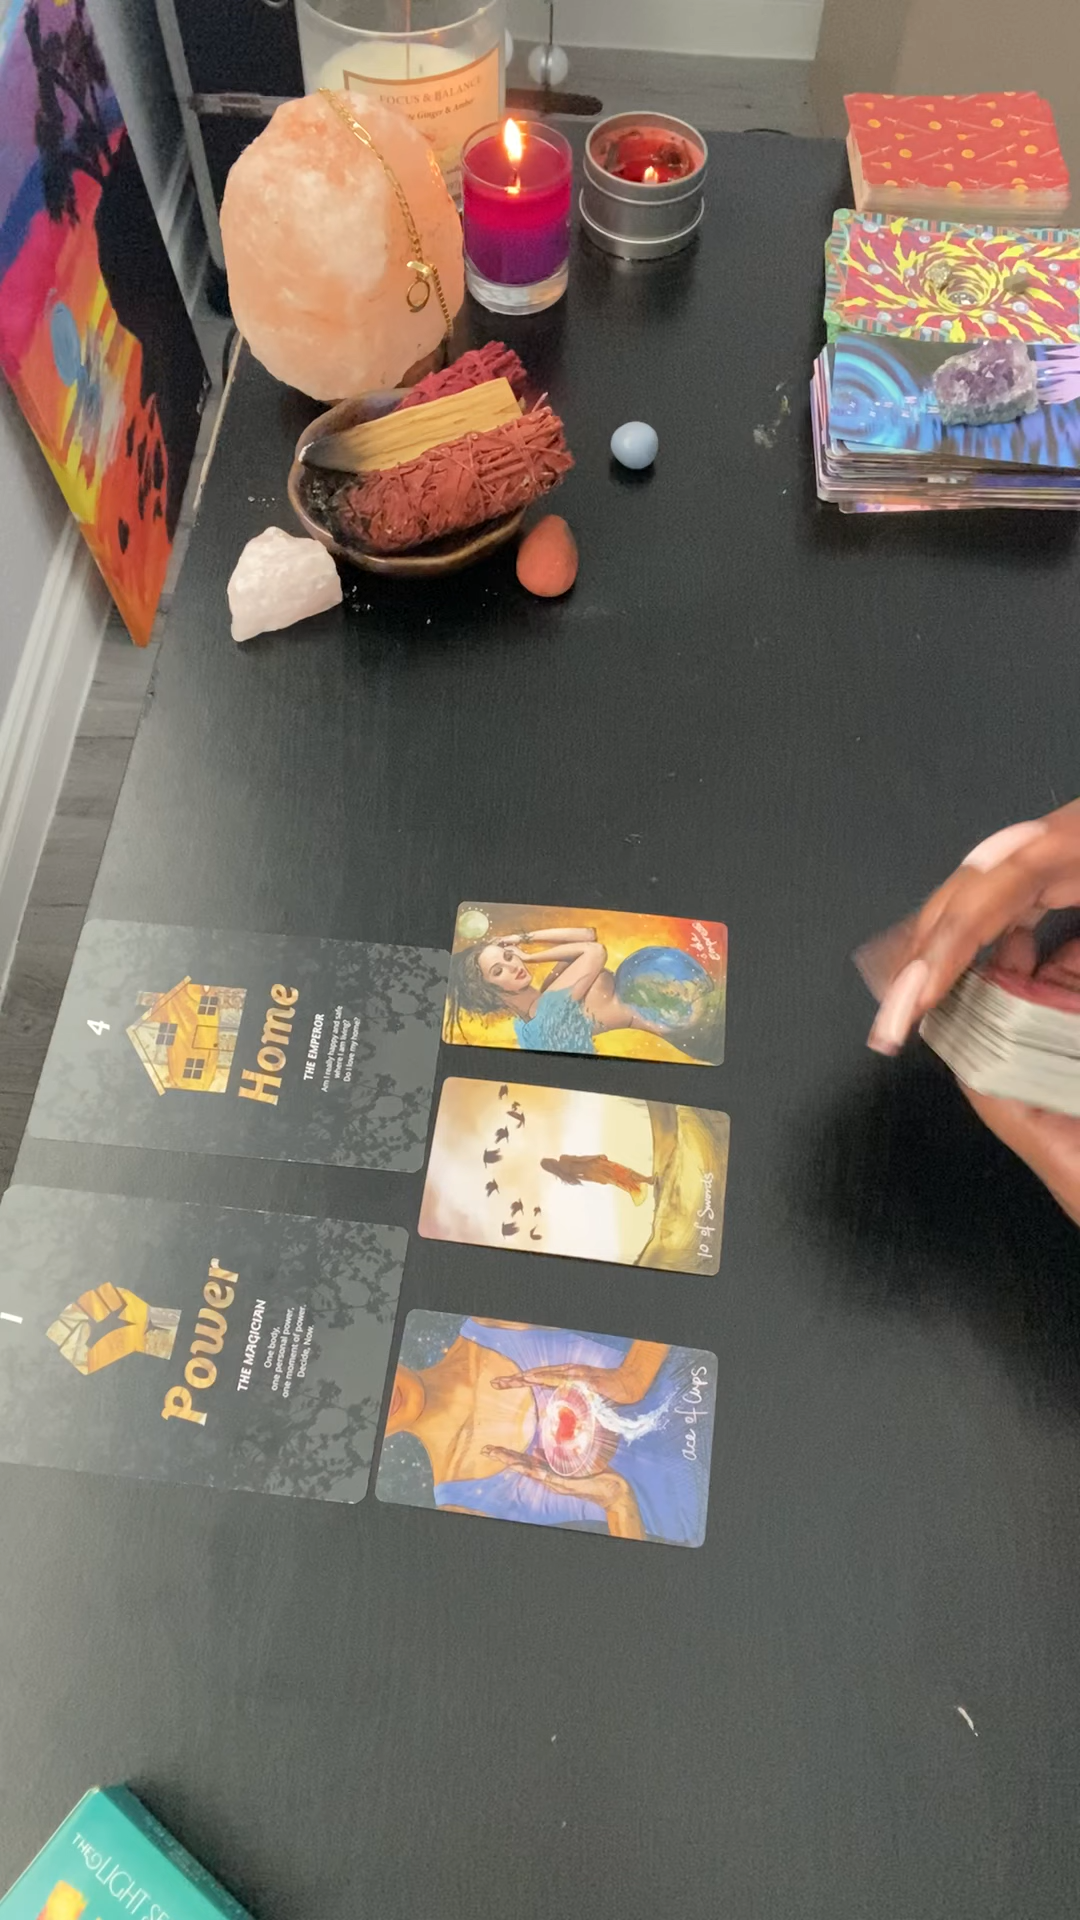 FOCUS & BALANCE
Ginger & Amber
4
Home
THE EMPEROR
Am I really happy and safe
where I am living?
Do I love my home?
10 of Swords
1
Power
THE MAGICIAN
One body,
one personal power,
one moment of power.
Decide, Now.
ace of Cups
THE
LIGHT SE